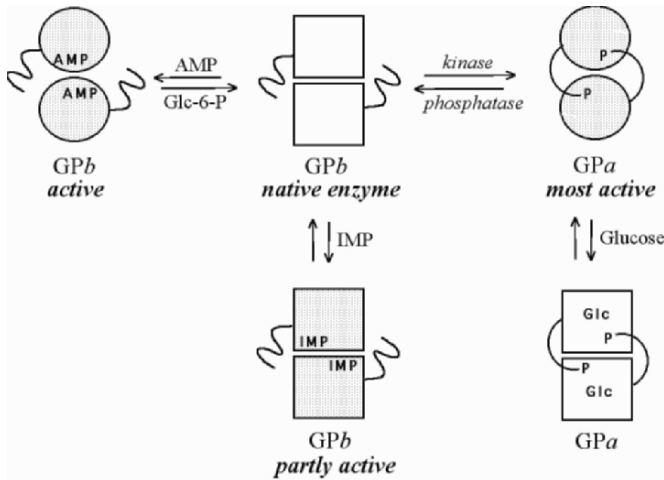 AMP
AMP
GPb
active
AMP
Glc-6-P
GPb
native enzyme
kinase
phosphatase
P
P
GPa
most active
IMP
Glucose
IMP
IMP
GPb
partly active
Glc
P
P
Glc
GPa